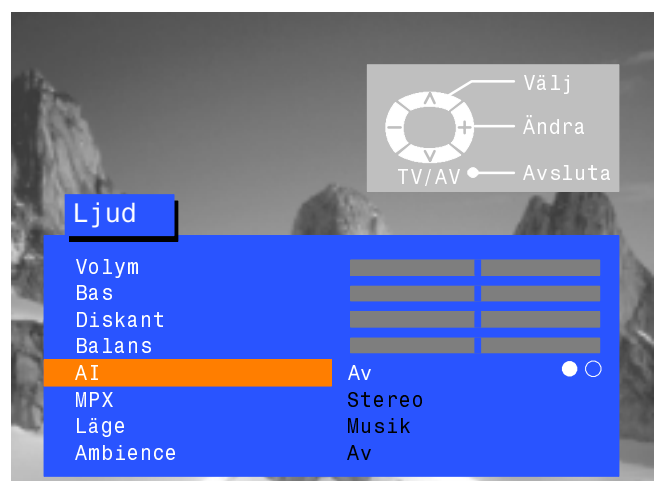 Välj
Ändra
TV/AV Avsluta
Ljud
Volym
Bas
Diskant
Balans
AI Av
MPX Stereo
Läge Musik
Ambience Av